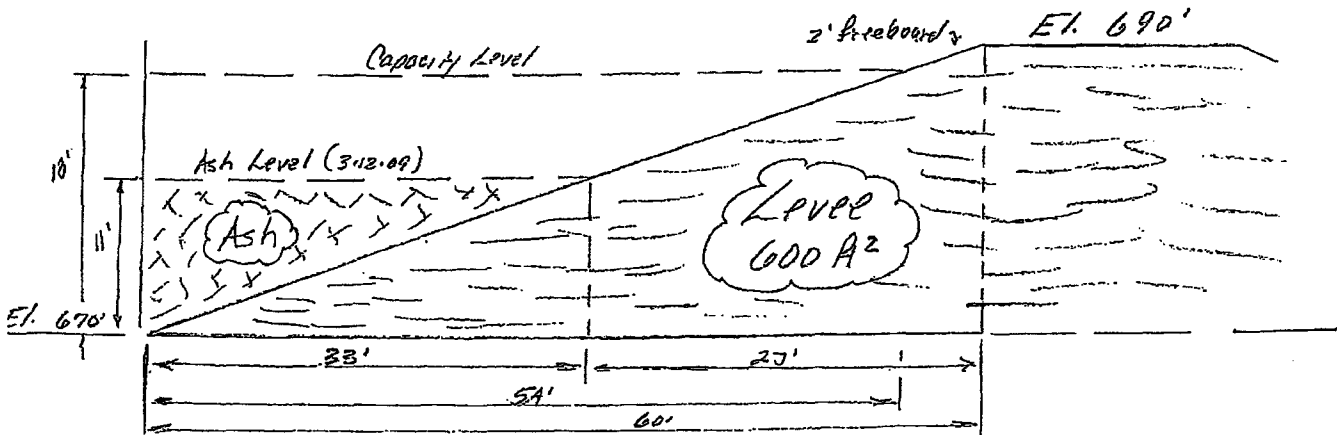 2' freeboard
El. 690'
Capacity Level
18'
Ash Level (3.12.09)
11'
Ash
Levee
600 ft²
El. 670'
33'
27'
54'
60'